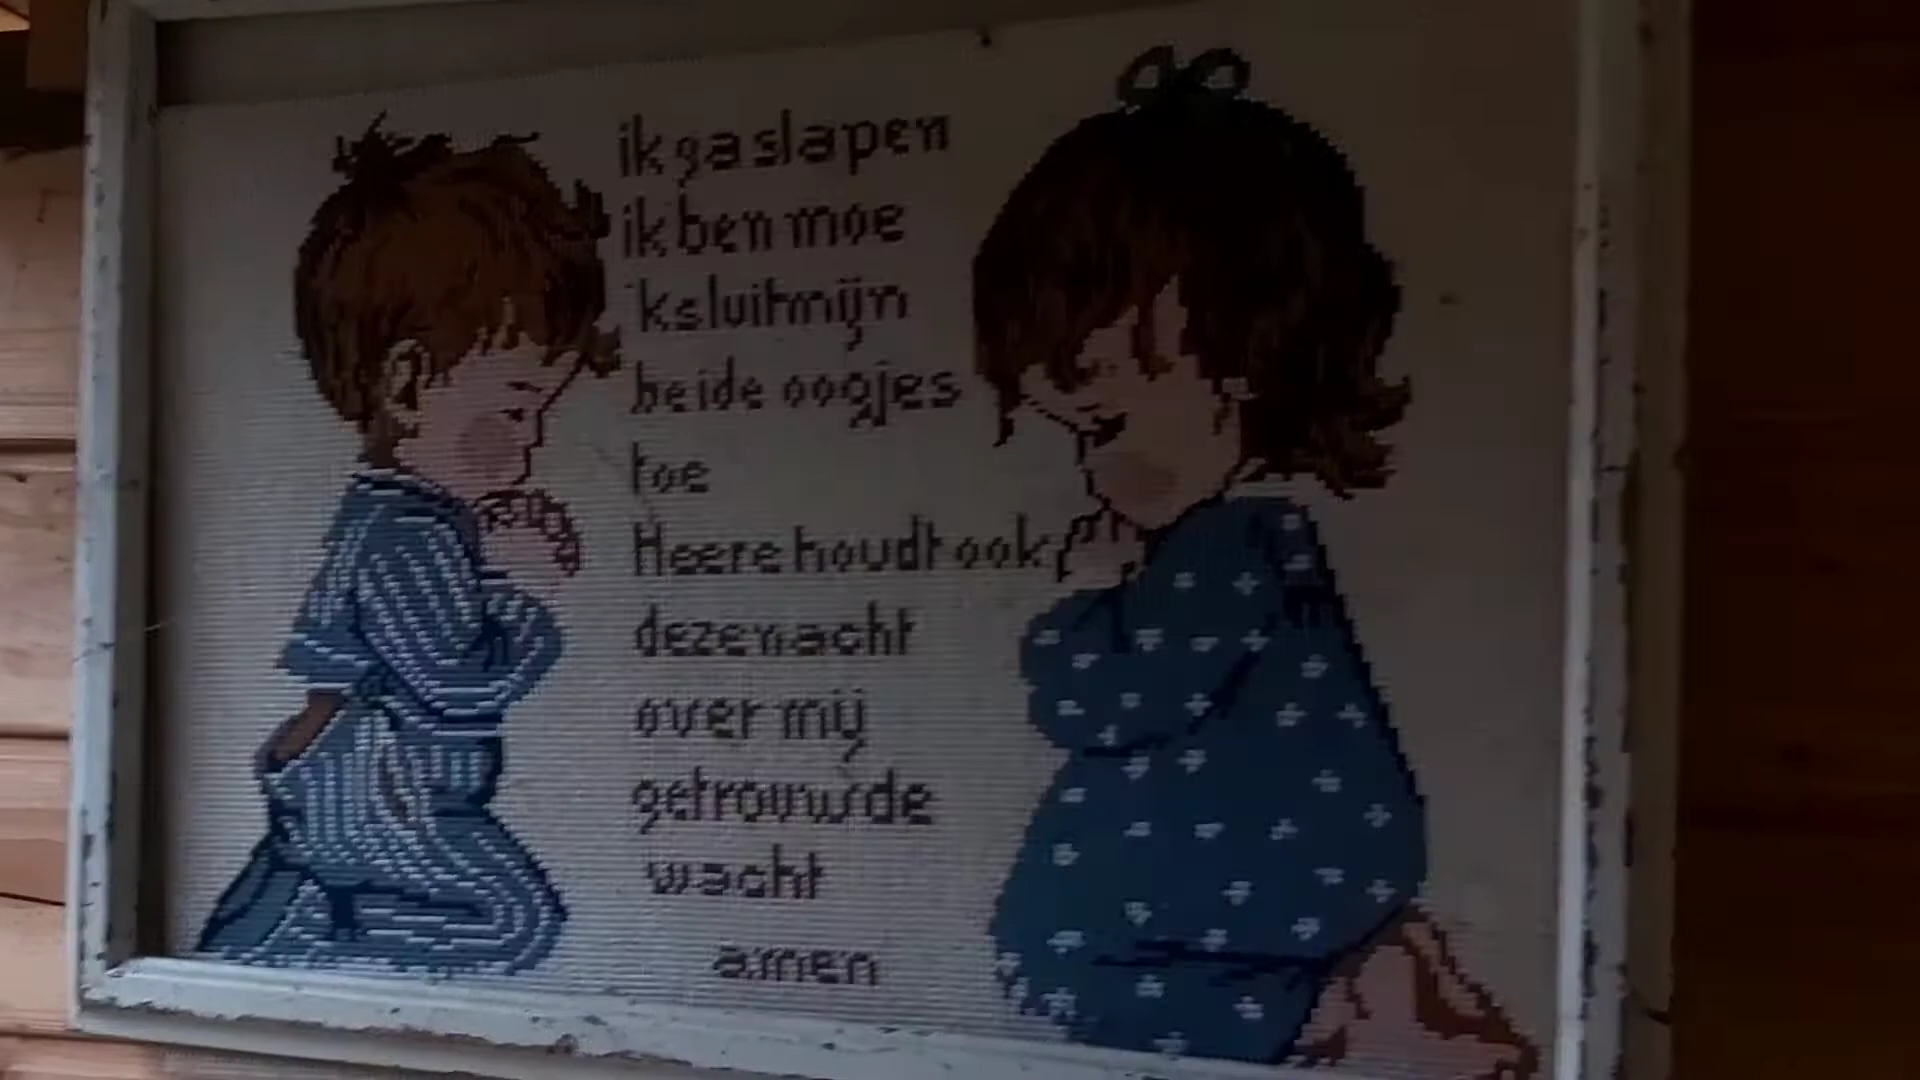 ik ga slapen
ik ben moe
'k sluit mijn
beide oogjes
toe
Heere houdt ook
deze nacht
over mij
getrouwde
wacht
amen